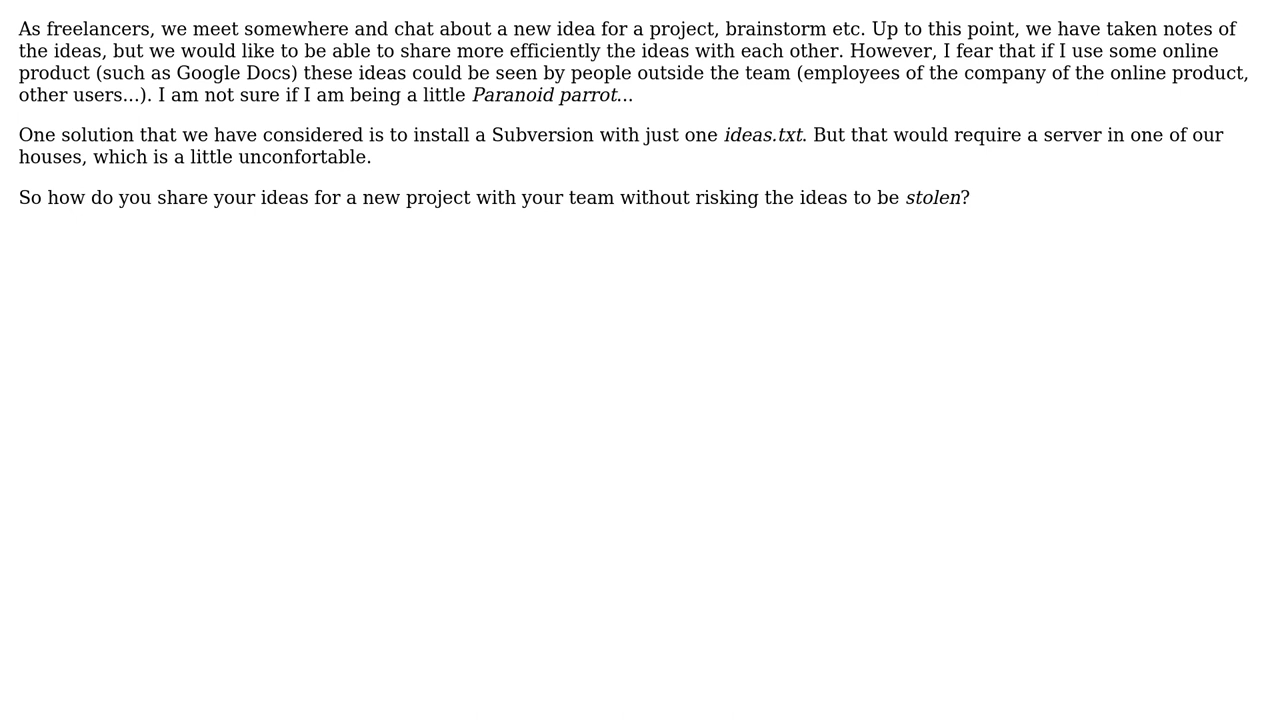 As freelancers, we meet somewhere and chat about a new idea for a project, brainstorm etc. Up to this point, we have taken notes of
the ideas, but we would like to be able to share more efficiently the ideas with each other. However, I fear that if I use some online
product (such as Google Docs) these ideas could be seen by people outside the team (employees of the company of the online product,
other users...). I am not sure if I am being a little Paranoid parrot...
One solution that we have considered is to install a Subversion with just one ideas.txt. But that would require a server in one of our
houses, which is a little unconfortable.
So how do you share your ideas for a new project with your team without risking the ideas to be stolen?